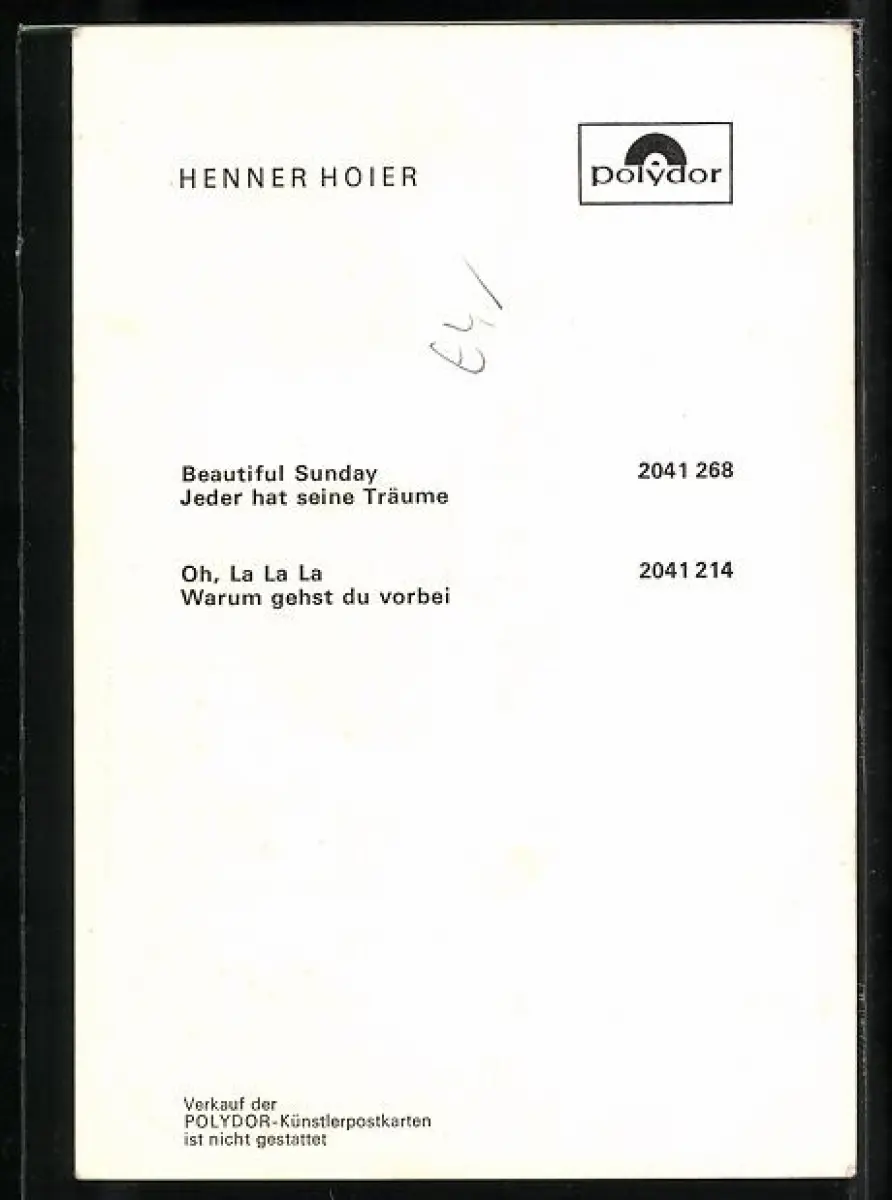 HENNER HOIER
polydor
Beautiful Sunday 2041 268
Jeder hat seine Träume
Oh, La La La 2041 214
Warum gehst du vorbei
Verkauf der
POLYDOR-Künstlerpostkarten
ist nicht gestattet